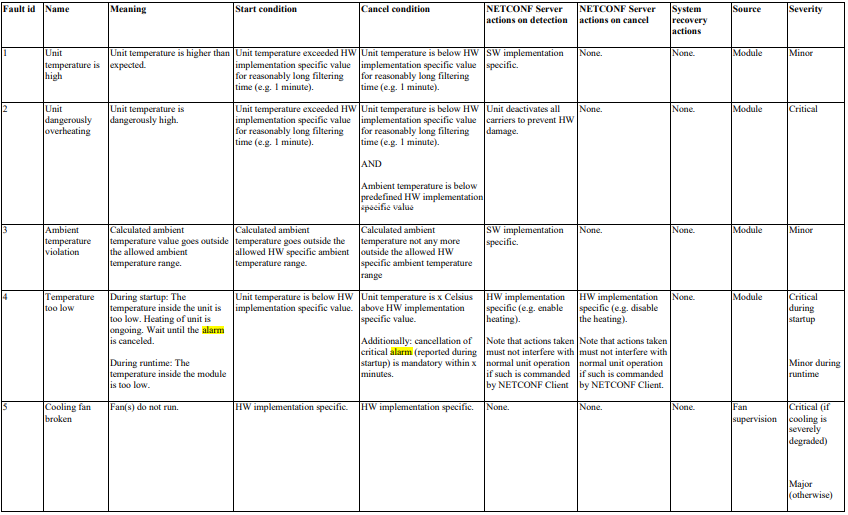 Fault id Name Meaning Start condition Cancel condition NETCONF Server actions on detection NETCONF Server actions on cancel System recovery actions Source Severity
1
Unit
temperature is
high
Unit temperature is higher than
expected.
Unit temperature exceeded HW
implementation specific value
for reasonably long filtering
time (e.g. 1 minute).
Unit temperature is below HW
implementation specific value
for reasonably long filtering
time (e.g. 1 minute).
SW implementation
specific.
None.
None.
Module
Minor
2
Unit
dangerously
overheating
Unit temperature is
dangerously high.
Unit temperature exceeded HW
implementation specific value
for reasonably long filtering
time (e.g. 1 minute).
Unit temperature is below HW
implementation specific value
for reasonably long filtering
time (e.g. 1 minute).
AND
Ambient temperature is below
predefined HW implementation
specific value
Unit deactivates all
carriers to prevent HW
damage.
None.
None.
Module
Critical
3
Ambient
temperature
violation
Calculated ambient
temperature value goes outside
the allowed ambient
temperature range.
Calculated ambient
temperature goes outside the
allowed HW specific ambient
temperature range.
Calculated ambient
temperature not any more
outside the allowed HW
specific ambient temperature
range
SW implementation
specific.
None.
None.
Module
Minor
4
Temperature
too low
During startup: The
temperature inside the unit is
too low. Heating of unit is
ongoing. Wait until the alarm
is canceled.
During runtime: The
temperature inside the module
is too low.
Unit temperature is below HW
implementation specific value.
Unit temperature is x Celsius
above HW implementation
specific value.
Additionally: cancellation of
critical alarm (reported during
startup) is mandatory within x
minutes.
HW implementation
specific (e.g. enable
heating).
Note that actions taken
must not interfere with
normal unit operation
if such is commanded
by NETCONF Client
HW implementation
specific (e.g. disable
the heating).
Note that actions taken
must not interfere with
normal unit operation
if such is commanded
by NETCONF Client.
None.
Module
Critical
during
startup
Minor during
runtime
5
Cooling fan
broken
Fan(s) do not run.
HW implementation specific.
HW implementation specific.
None.
None.
None.
Fan
supervision
Critical (if
cooling is
severely
degraded)
Major
(otherwise)